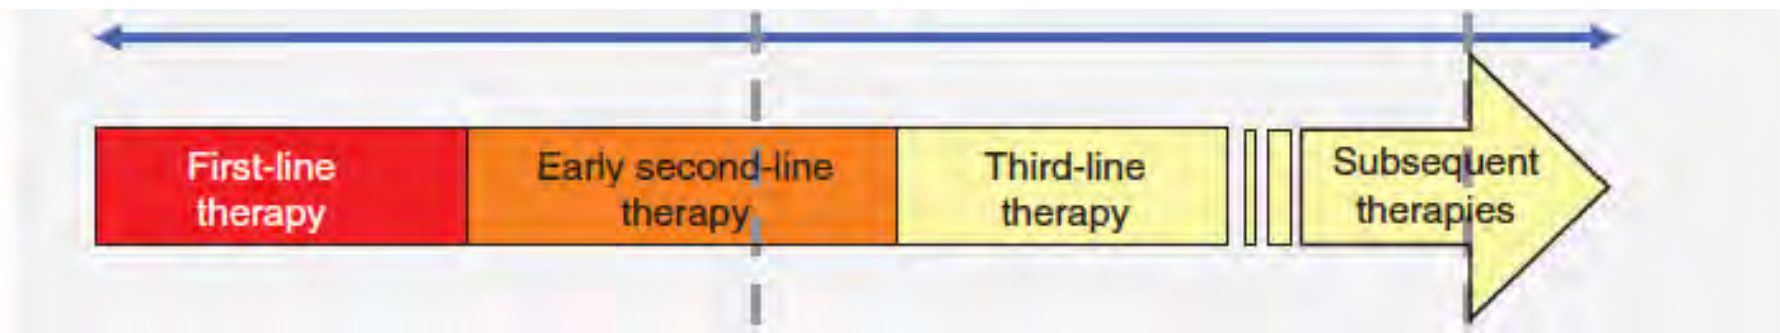 First-line
therapy
Early second-line
therapy
Third-line
therapy
Subsequent
therapies